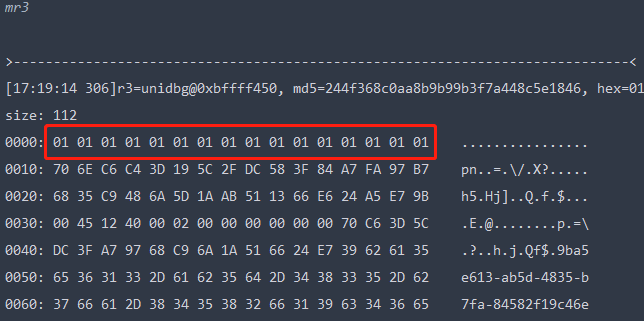 mr3
>-----------------------------------------------------------------------------<
[17:19:14 306]r3=unidbg@0xbffff450, md5=244f368c0aa8b9b99b3f7a448c5e1846, hex=01
size: 112
0000: 01 01 01 01 01 01 01 01 01 01 01 01 01 01 01 01    ................
0010: 70 6E C6 C4 3D 19 5C 2F DC 58 3F 84 A7 FA 97 B7    pn..=.\/.X?.....
0020: 68 35 C9 48 6A 5D 1A AB 51 13 66 E6 24 A5 E7 9B    h5.Hj]..Q.f.$...
0030: 00 45 12 40 00 02 00 00 00 00 00 00 70 C6 3D 5C    .E.@........p.=\
0040: DC 3F A7 97 68 C9 6A 1A 51 66 24 E7 39 62 61 35    .?..h.j.Qf$.9ba5
0050: 65 36 31 33 2D 61 62 35 64 2D 34 38 33 35 2D 62    e613-ab5d-4835-b
0060: 37 66 61 2D 38 34 35 38 32 66 31 39 63 34 36 65    7fa-84582f19c46e